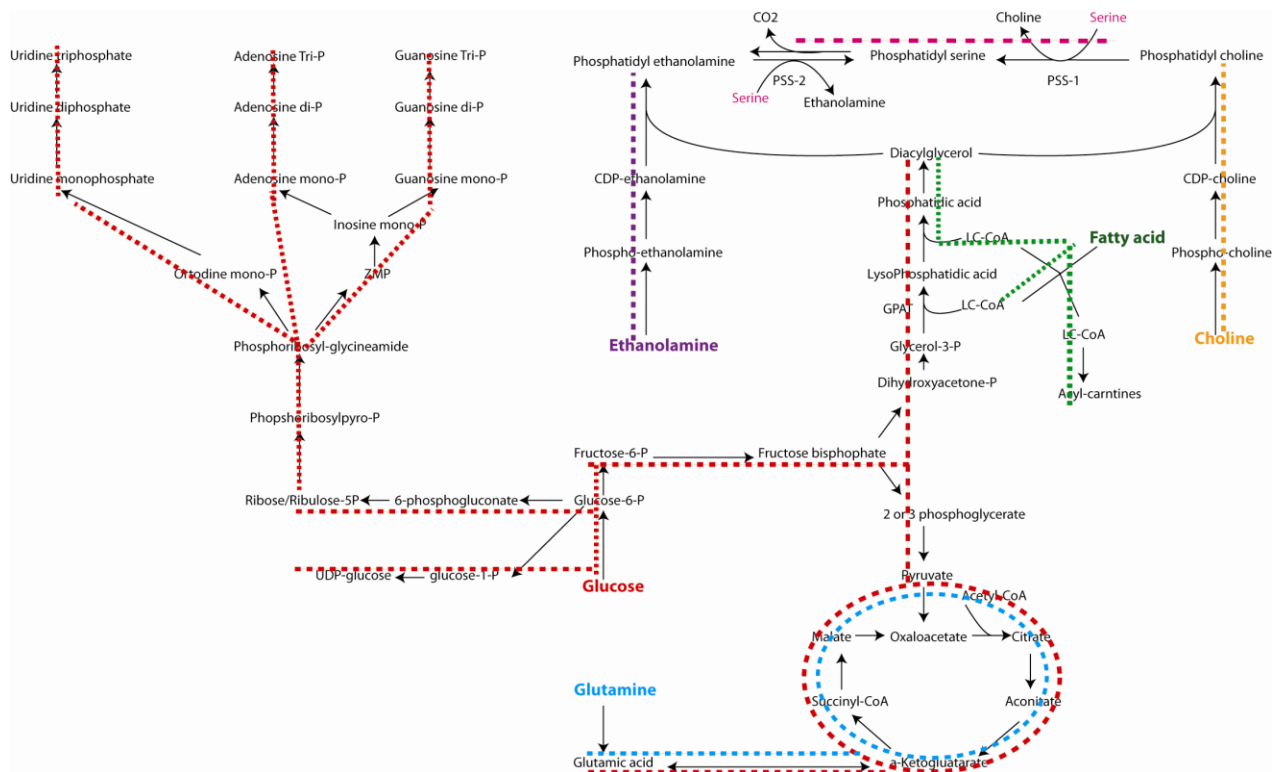 CO2
Choline
Serine
Uridine triphosphate
Adenosine Tri-P
Guanosine Tri-P
Phosphatidyl ethanolamine
Phosphatidyl serine
Phosphatidyl choline
PSS-2
PSS-1
Serine
Ethanolamine
Uridine diphosphate
Adenosine di-P
Guanosine di-P
Diacylglycerol
Uridine monophosphate
Adenosine mono-P
Guanosine mono-P
CDP-ethanolamine
CDP-choline
Phosphatidic acid
Inosine mono-P
LC-CoA
Fatty acid
Phospho-ethanolamine
Phospho-choline
Ortodine mono-P
ZMP
LysoPhosphatidic acid
GPAT
LC-CoA
LC-CoA
Phosphoribosyl-glycineamide
Ethanolamine
Glycerol-3-P
Choline
Dihydroxyacetone-P
Acyl-carntines
Phopshoribosylpyro-P
Fructose-6-P
Fructose bisphophate
Ribose/Ribulose-5P
6-phosphogluconate
Glucose-6-P
2 or 3 phosphoglycerate
UDP-glucose
glucose-1-P
Glucose
Pyruvate
Acetyl-CoA
Malate
Oxaloacetate
Citrate
Glutamine
Succinyl-CoA
Aconitate
Glutamic acid
a-Ketogluatarate